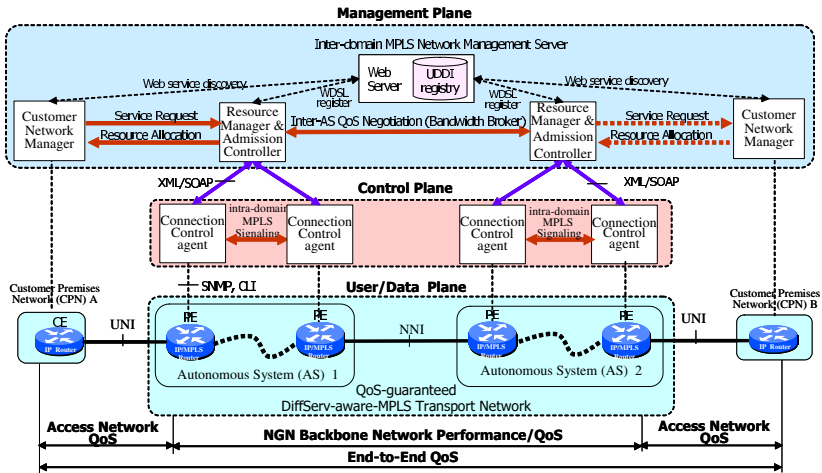 Management Plane
Inter-domain MPLS Network Management Server
Web
Server
UDDI
registry
Web service discovery
Web service discovery
WDSL
register
WDSL
register
Customer
Network
Manager
Service Request
Resource Allocation
Resource
Manager &
Admission
Controller
Inter-AS QoS Negotiation (Bandwidth Broker)
Resource
Manager &
Admission
Controller
Service Request
Resource Allocation
Customer
Network
Manager
XML/SOAP
Control Plane
XML/SOAP
Connection
Control
agent
intra-domain
MPLS
Signaling
Connection
Control
agent
Connection
Control
agent
intra-domain
MPLS
Signaling
Connection
Control
agent
SNMP, CLI
User/Data Plane
Customer Premises
Network (CPN) A
Customer Premises
Network (CPN) B
CE
IP Router
UNI
PE
IP/MPLS
Router
PE
IP/MPLS
Router
Autonomous System (AS) 1
NNI
PE
IP/MPLS
Router
PE
IP/MPLS
Router
Autonomous System (AS) 2
UNI
IP Router
QoS-guaranteed
DiffServ-aware-MPLS Transport Network
Access Network
QoS
NGN Backbone Network Performance/QoS
Access Network
QoS
End-to-End QoS